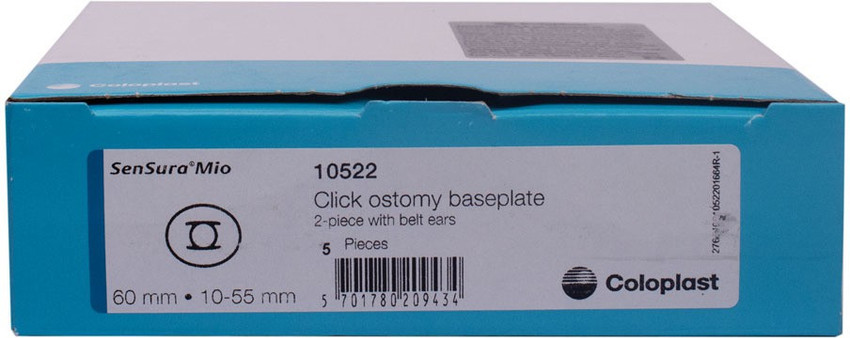 Coloplast
SenSura® Mio
10522
Click ostomy baseplate
2-piece with belt ears
5 Pieces
60 mm • 10-55 mm
5 701780 209434
Coloplast